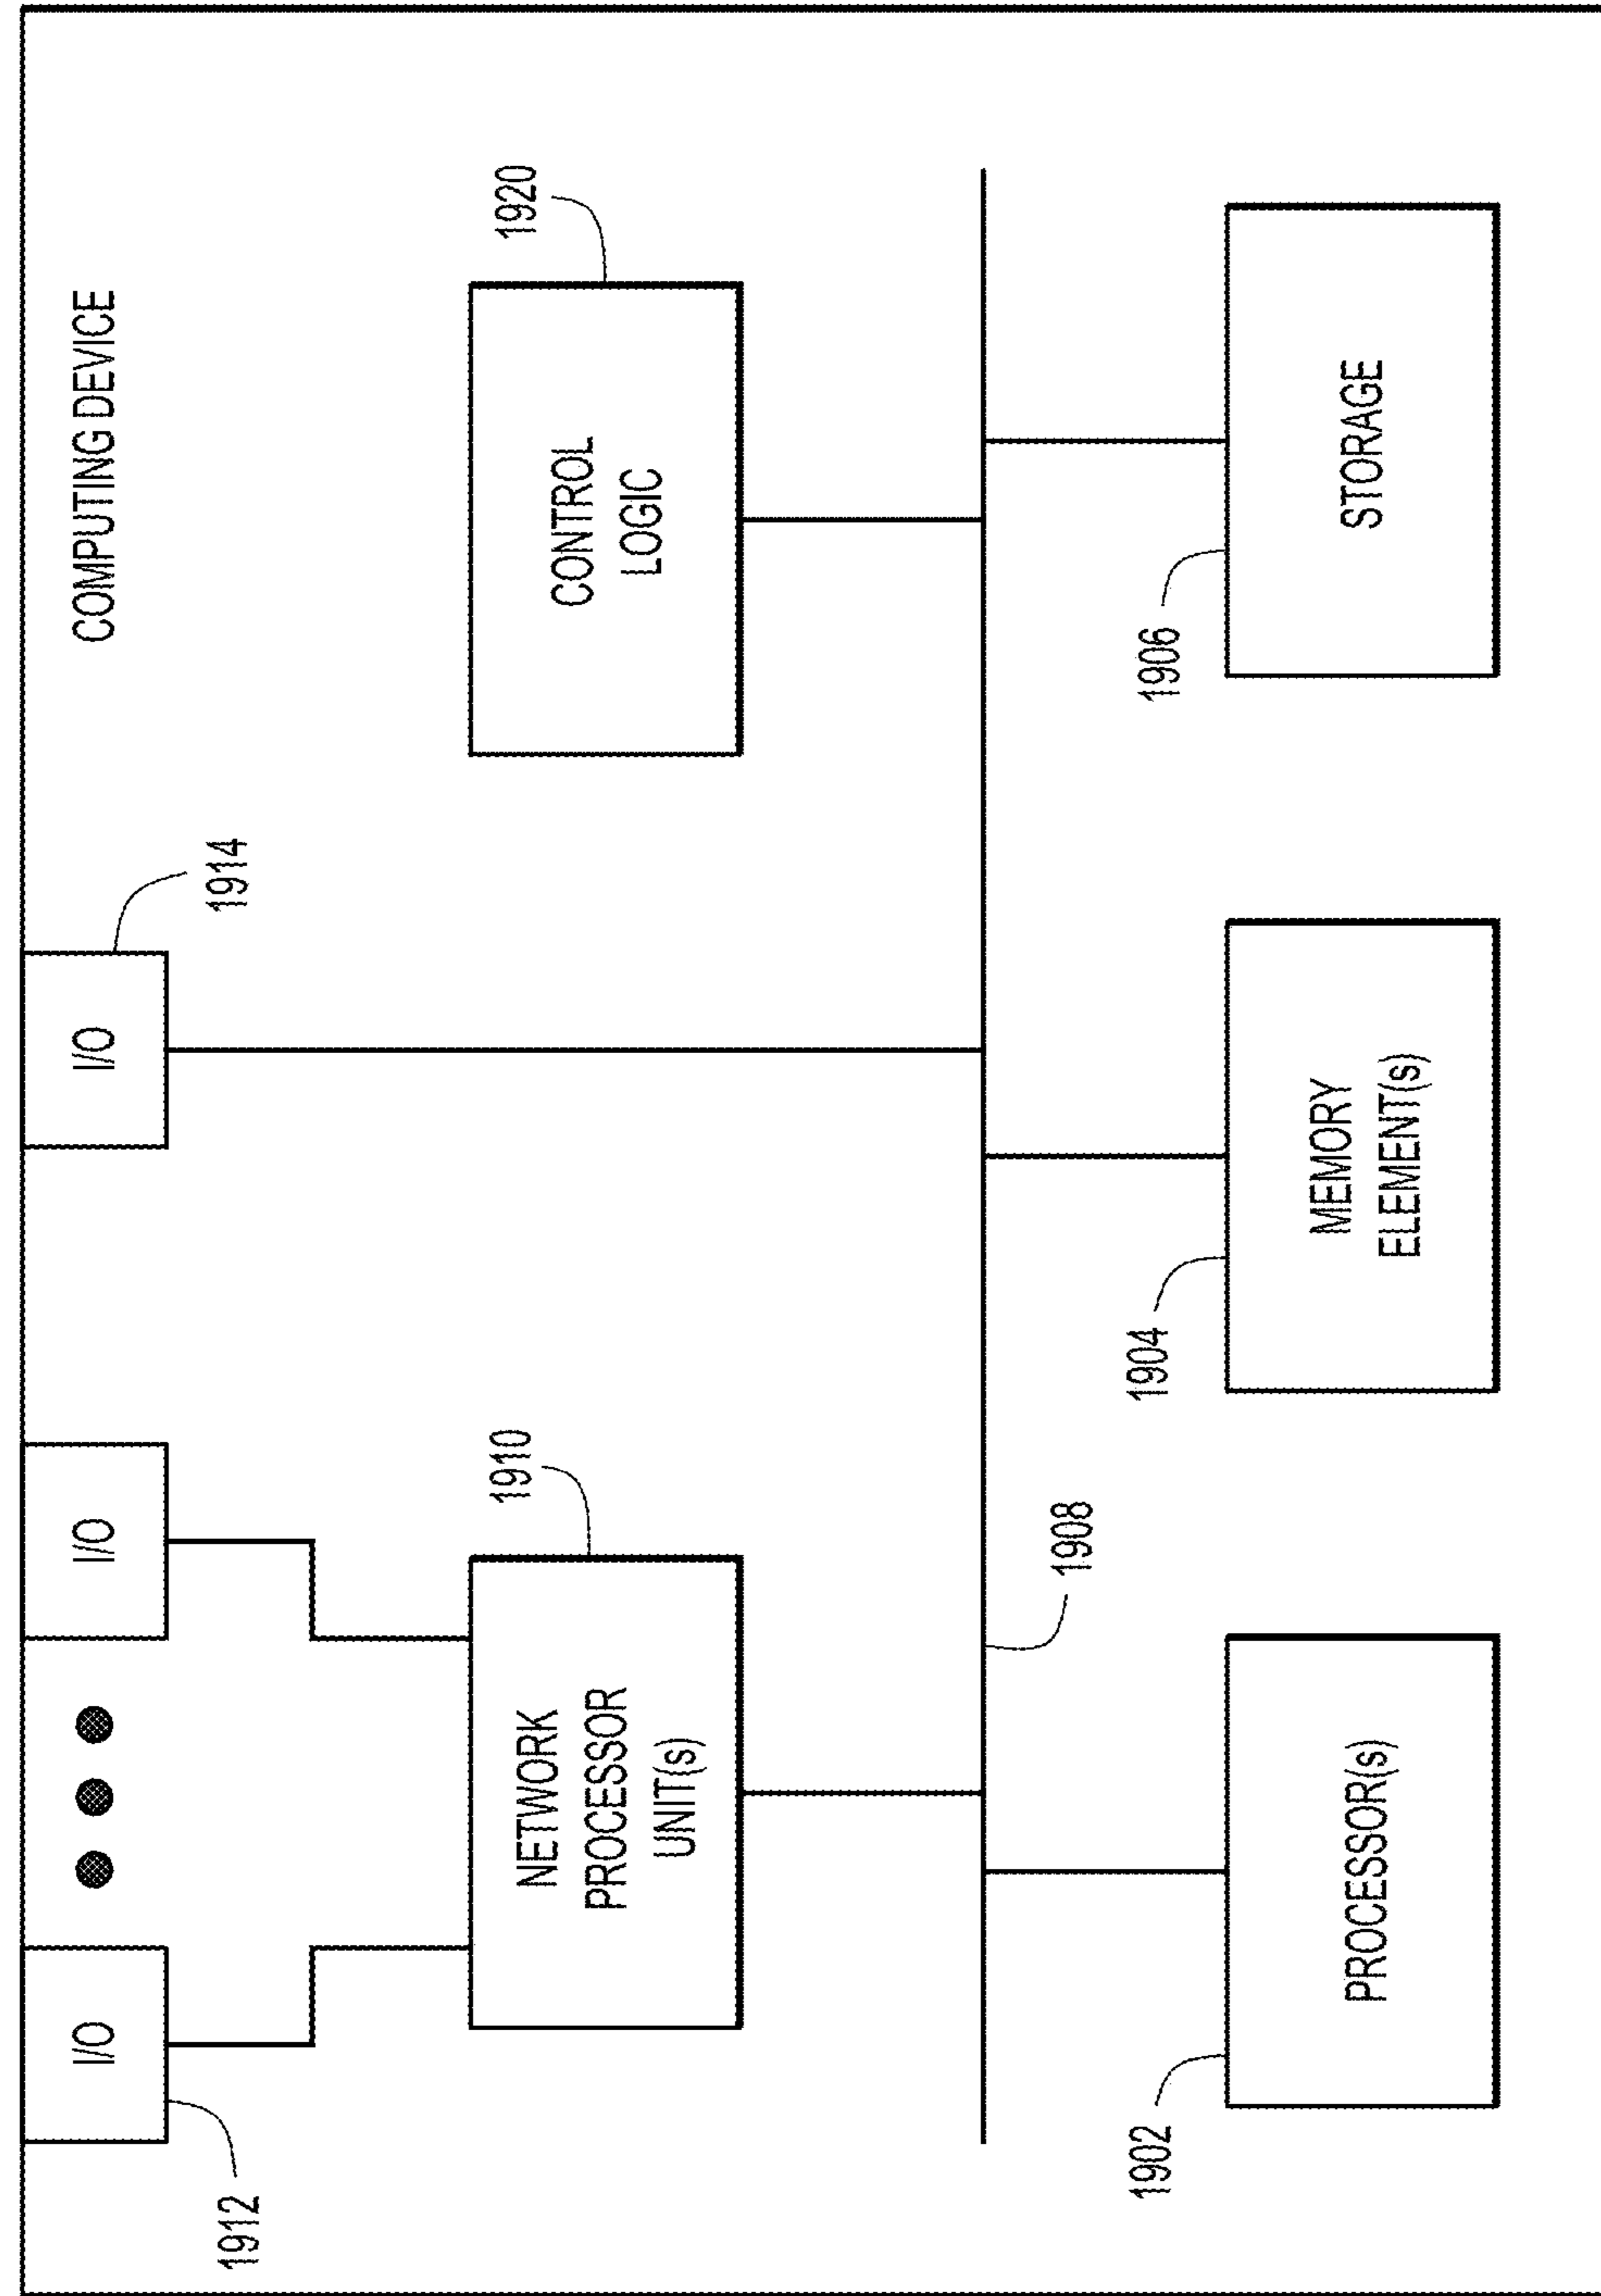 COMPUTING DEVICE
I/O
I/O
I/O
1912
1914
1910
1920
NETWORK
PROCESSOR
UNIT(s)
CONTROL
LOGIC
1908
1902
1904
1906
PROCESSOR(s)
MEMORY
ELEMENT(s)
STORAGE